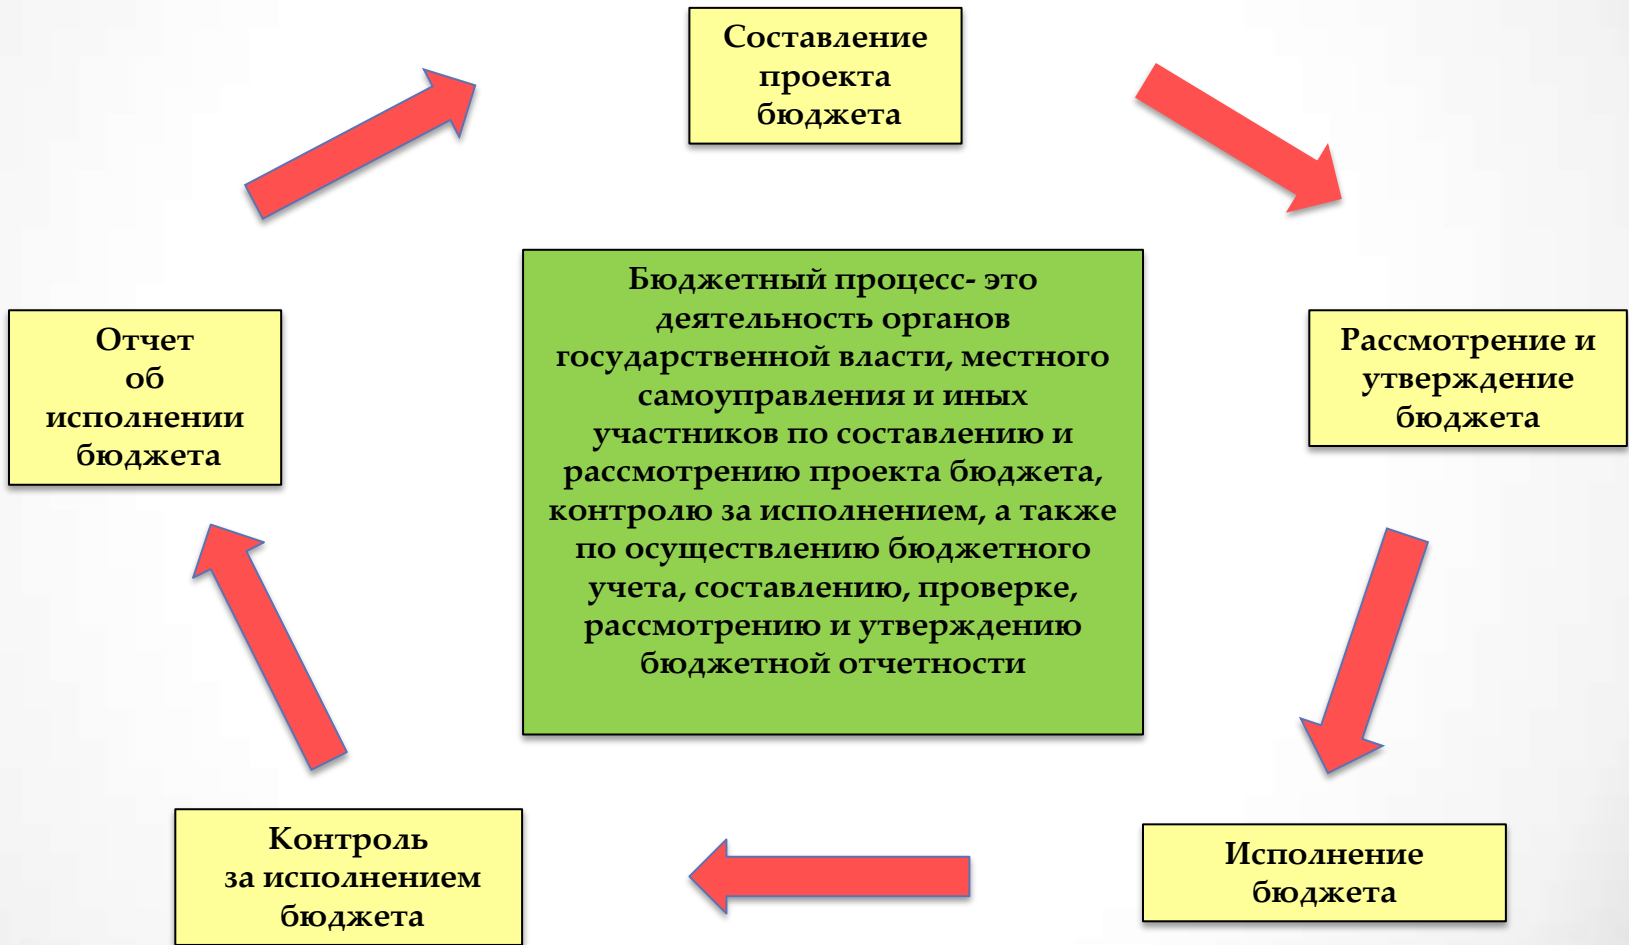 Составление
проекта
бюджета
Бюджетный процесс- это
деятельность органов
государственной власти, местного
самоуправления и иных
участников по составлению и
рассмотрению проекта бюджета,
контролю за исполнением, а также
по осуществлению бюджетного
учета, составлению, проверке,
рассмотрению и утверждению
бюджетной отчетности
Отчет
об
исполнении
бюджета
Рассмотрение и
утверждение
бюджета
Контроль
за исполнением
бюджета
Исполнение
бюджета